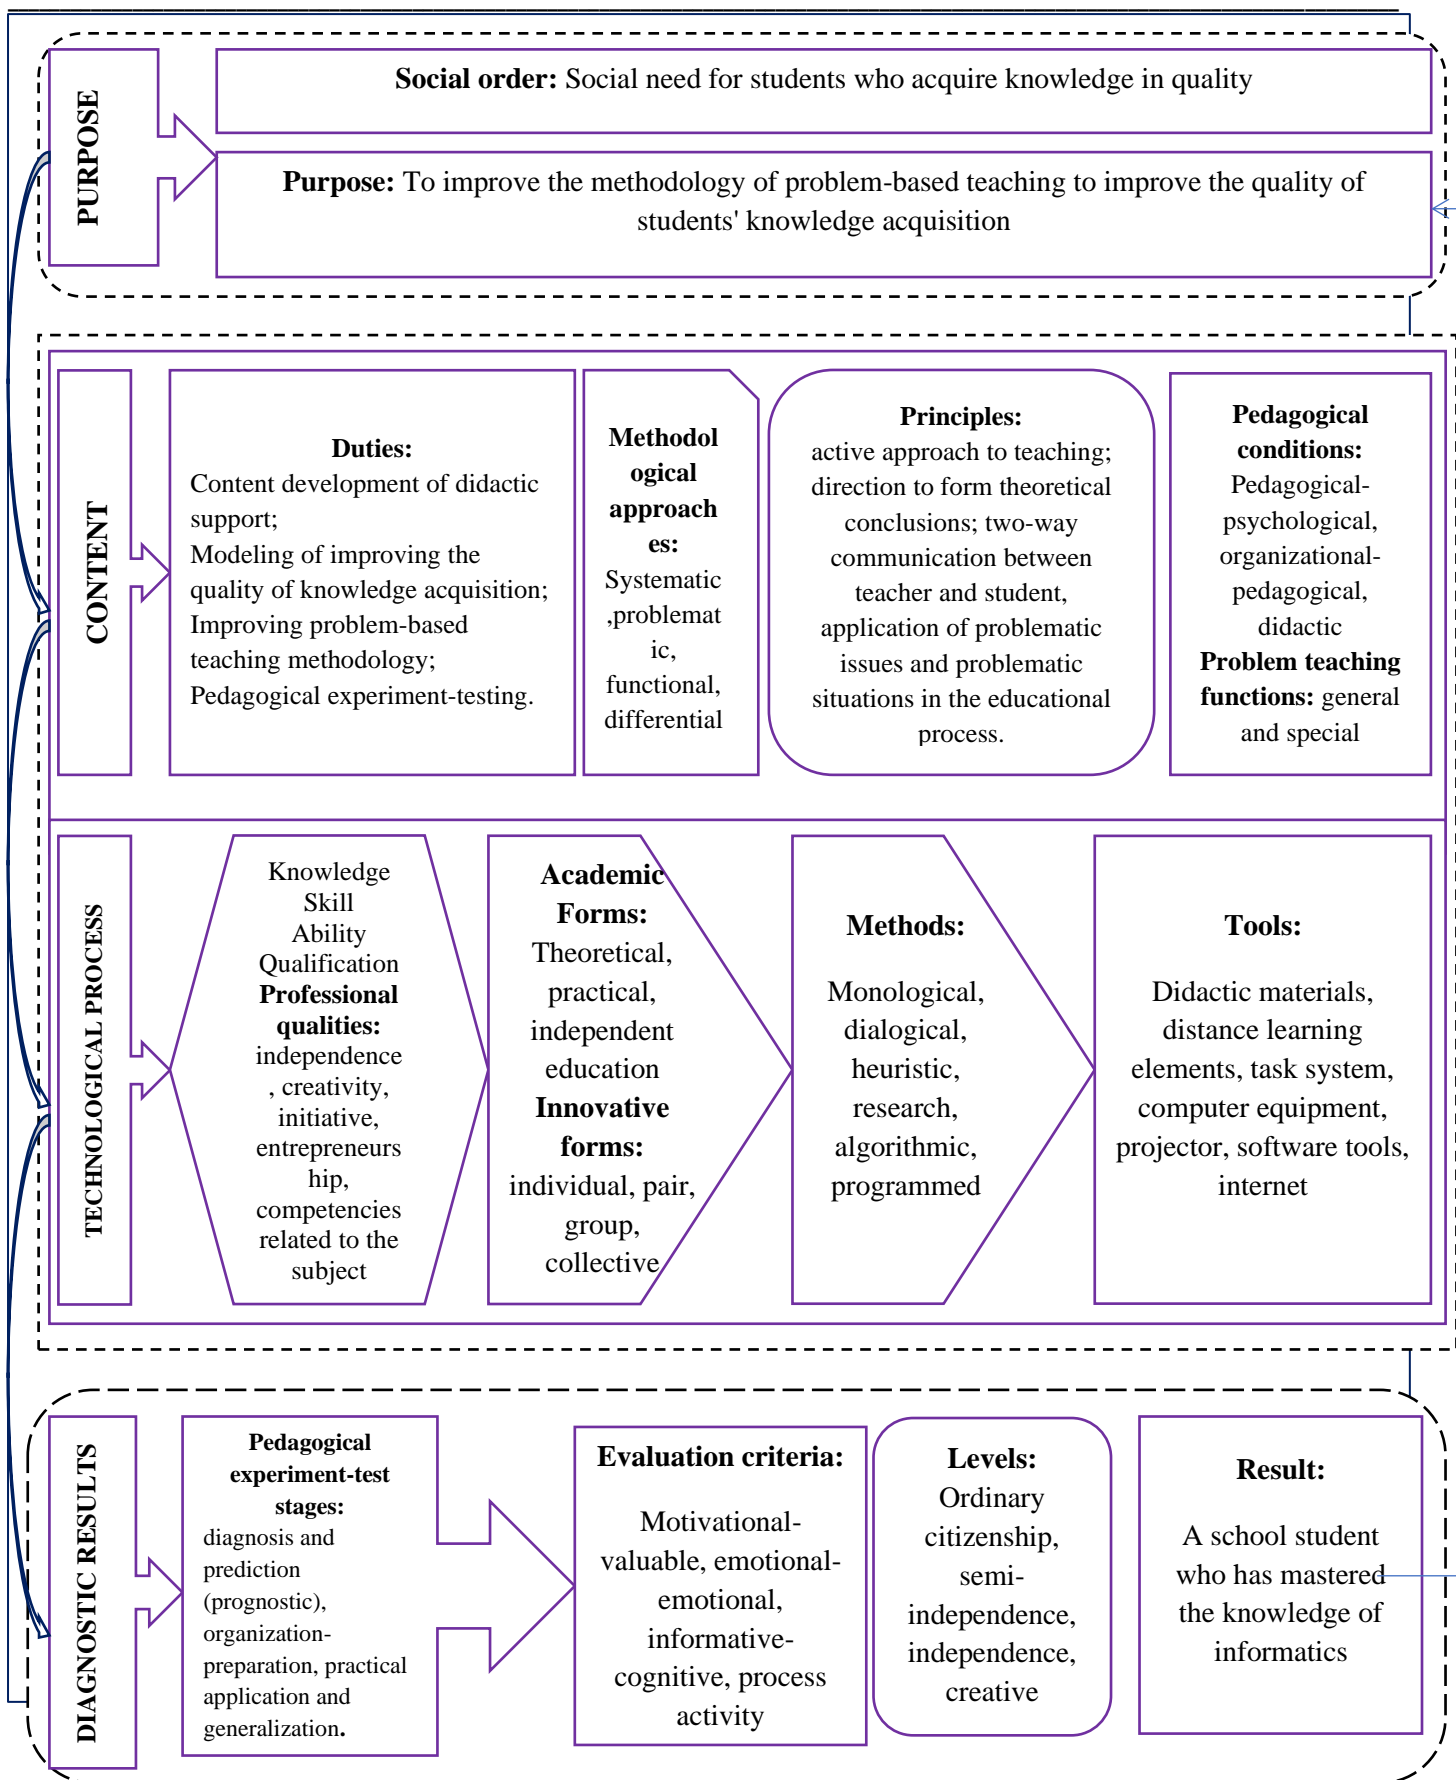 PURPOSE
Social order: Social need for students who acquire knowledge in quality
Purpose: To improve the methodology of problem-based teaching to improve the quality of
students' knowledge acquisition
CONTENT
Duties:
Content development of didactic
support;
Modeling of improving the
quality of knowledge acquisition;
Improving problem-based
teaching methodology;
Pedagogical experiment-testing.
Methodol
ogical
approach
es:
Systematic
,problemat
ic,
functional,
differential
Principles:
active approach to teaching;
direction to form theoretical
conclusions; two-way
communication between
teacher and student,
application of problematic
issues and problematic
situations in the educational
process.
Pedagogical
conditions:
Pedagogical-
psychological,
organizational-
pedagogical,
didactic
Problem teaching
functions: general
and special
TECHNOLOGICAL PROCESS
Knowledge
Skill
Ability
Qualification
Professional
qualities:
independence
, creativity,
initiative,
entrepreneurs
hip,
competencies
related to the
subject
Academic
Forms:
Theoretical,
practical,
independent
education
Innovative
forms:
individual, pair,
group,
collective
Methods:
Monological,
dialogical,
heuristic,
research,
algorithmic,
programmed
Tools:
Didactic materials,
distance learning
elements, task system,
computer equipment,
projector, software tools,
internet
DIAGNOSTIC RESULTS
Pedagogical
experiment-test
stages:
diagnosis and
prediction
(prognostic),
organization-
preparation, practical
application and
generalization.
Evaluation criteria:
Motivational-
valuable, emotional-
emotional,
informative-
cognitive, process
activity
Levels:
Ordinary
citizenship,
semi-
independence,
independence,
creative
Result:
A school student
who has mastered
the knowledge of
informatics